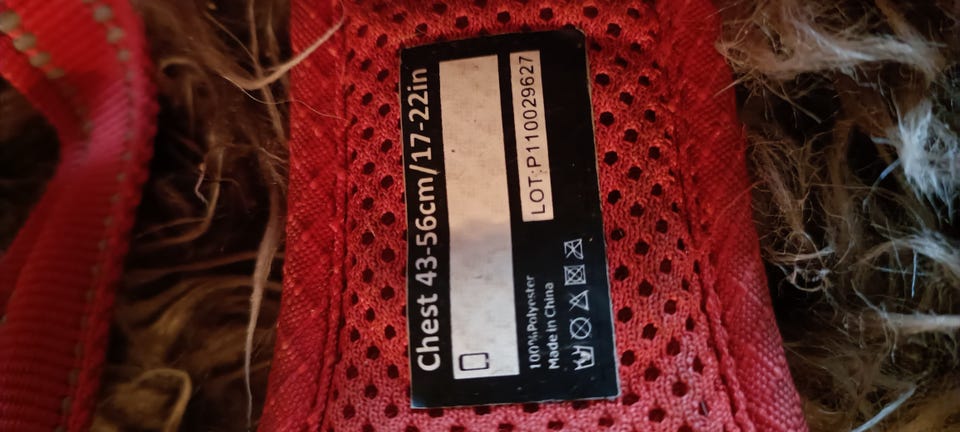 Chest 43-56cm/17-22in
LOT:P110029627
100%Polyester
Made in China